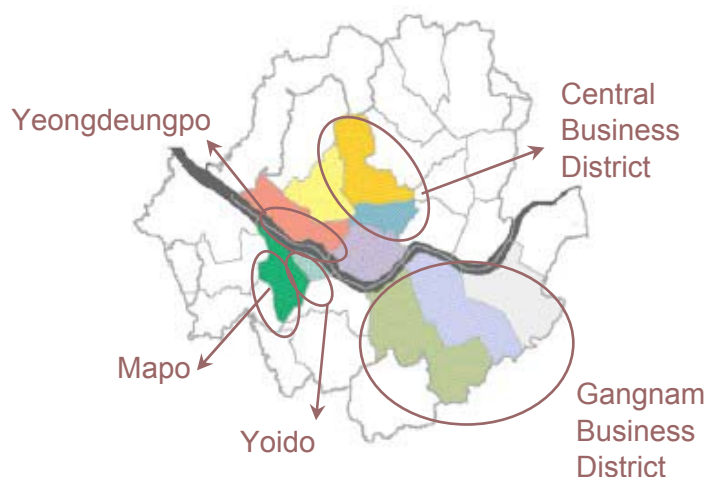 Yeongdeungpo
Central
Business
District
Mapo
Yoido
Gangnam
Business
District